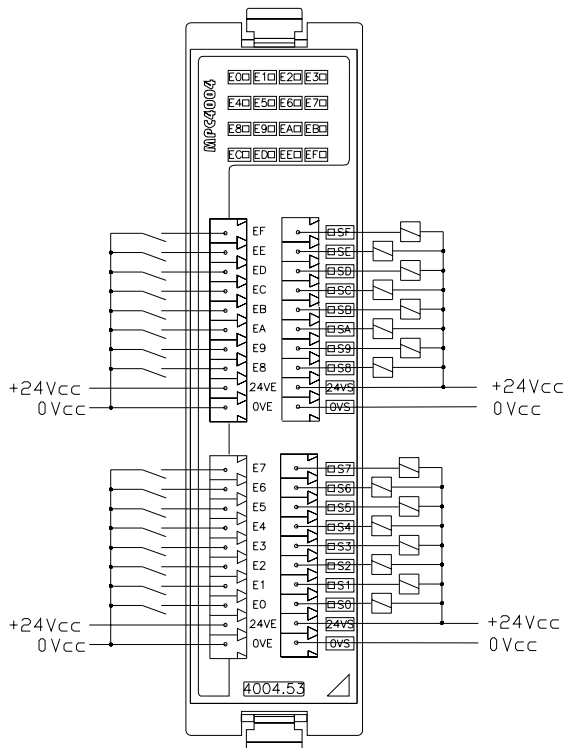 MPC4004
E0 E1 E2 E3
E4 E5 E6 E7
E8 E9 EA EB
EC ED EE EF
EF SF
EE SE
ED SD
EC SC
EB SB
EA SA
E9 S9
E8 S8
+24Vcc 24VE 24VS +24Vcc
0Vcc 0VE 0VS 0Vcc
E7 S7
E6 S6
E5 S5
E4 S4
E3 S3
E2 S2
E1 S1
E0 S0
+24Vcc 24VE 24VS +24Vcc
0Vcc 0VE 0VS 0Vcc
4004.53